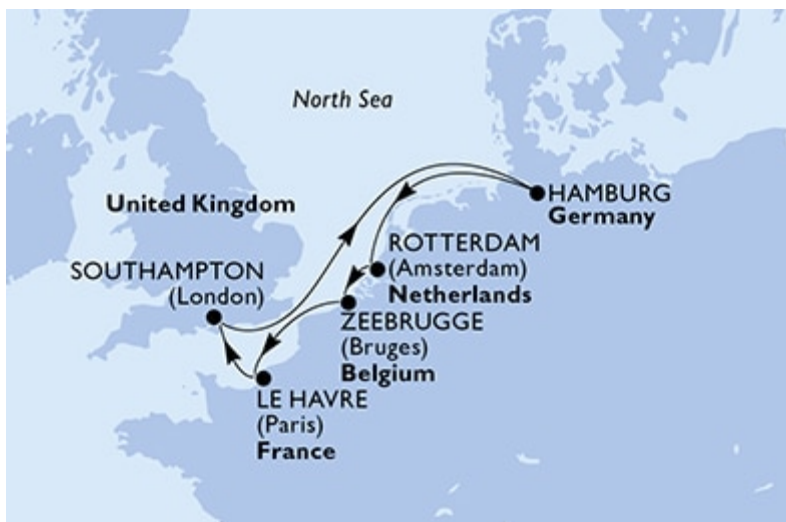 North Sea
United Kingdom
HAMBURG
Germany
ROTTERDAM
(Amsterdam)
Netherlands
SOUTHAMPTON
(London)
ZEEBRUGGE
(Bruges)
Belgium
LE HAVRE
(Paris)
France